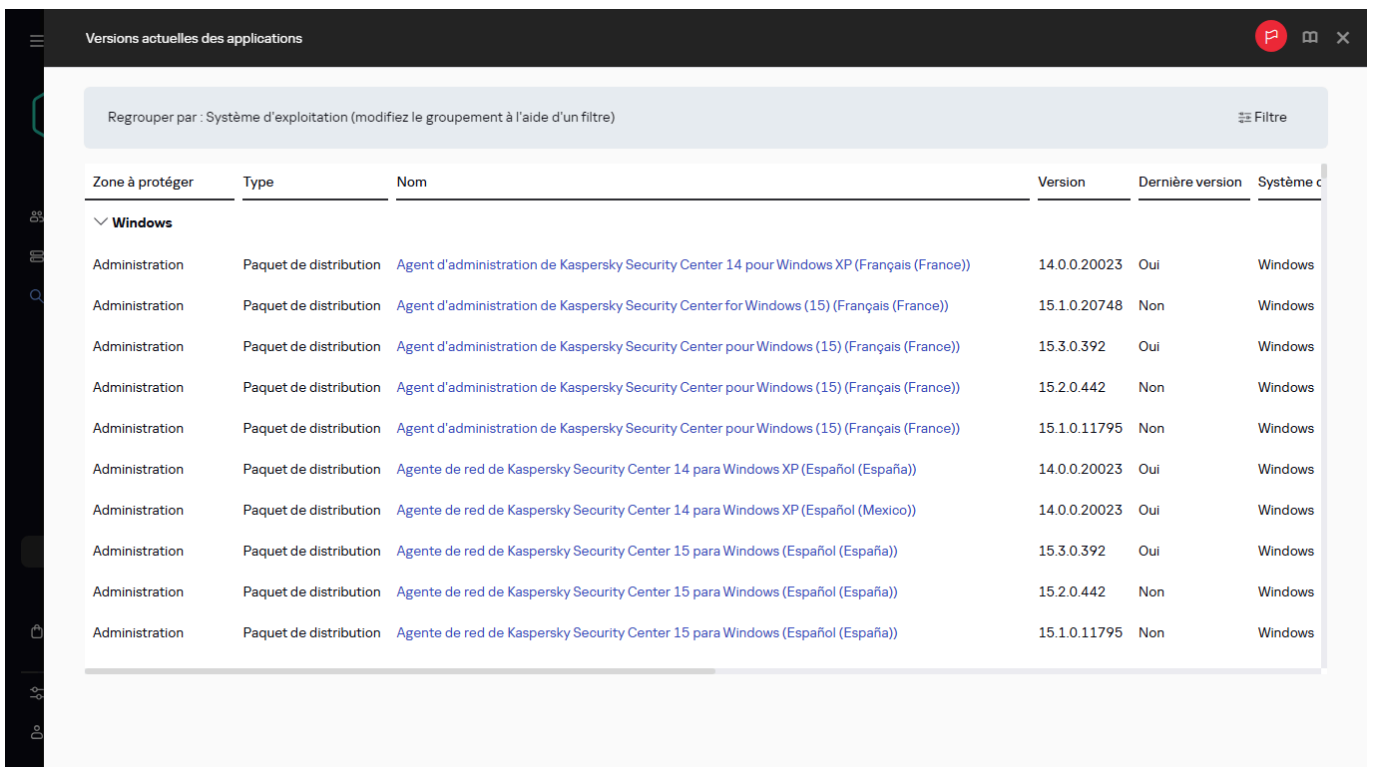 Versions actuelles des applications
Regrouper par : Système d'exploitation (modifiez le groupement à l'aide d'un filtre) Filtre
Zone à protéger Type Nom Version Dernière version Système d
Windows
Administration Paquet de distribution Agent d'administration de Kaspersky Security Center 14 pour Windows XP (Français (France)) 14.0.0.20023 Oui Windows
Administration Paquet de distribution Agent d'administration de Kaspersky Security Center for Windows (15) (Français (France)) 15.1.0.20748 Non Windows
Administration Paquet de distribution Agent d'administration de Kaspersky Security Center pour Windows (15) (Français (France)) 15.3.0.392 Oui Windows
Administration Paquet de distribution Agent d'administration de Kaspersky Security Center pour Windows (15) (Français (France)) 15.2.0.442 Non Windows
Administration Paquet de distribution Agent d'administration de Kaspersky Security Center pour Windows (15) (Français (France)) 15.1.0.11795 Non Windows
Administration Paquet de distribution Agente de red de Kaspersky Security Center 14 para Windows XP (Español (España)) 14.0.0.20023 Oui Windows
Administration Paquet de distribution Agente de red de Kaspersky Security Center 14 para Windows XP (Español (Mexico)) 14.0.0.20023 Oui Windows
Administration Paquet de distribution Agente de red de Kaspersky Security Center 15 para Windows (Español (España)) 15.3.0.392 Oui Windows
Administration Paquet de distribution Agente de red de Kaspersky Security Center 15 para Windows (Español (España)) 15.2.0.442 Non Windows
Administration Paquet de distribution Agente de red de Kaspersky Security Center 15 para Windows (Español (España)) 15.1.0.11795 Non Windows